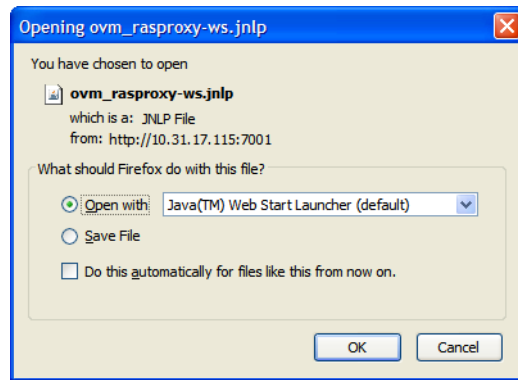 Opening ovm_rasproxy-ws.jnlp
You have chosen to open
ovm_rasproxy-ws.jnlp
which is a: JNLP File
from: http://10.31.17.115:7001
What should Firefox do with this file?
Open with Java(TM) Web Start Launcher (default)
Save File
Do this automatically for files like this from now on.
OK Cancel